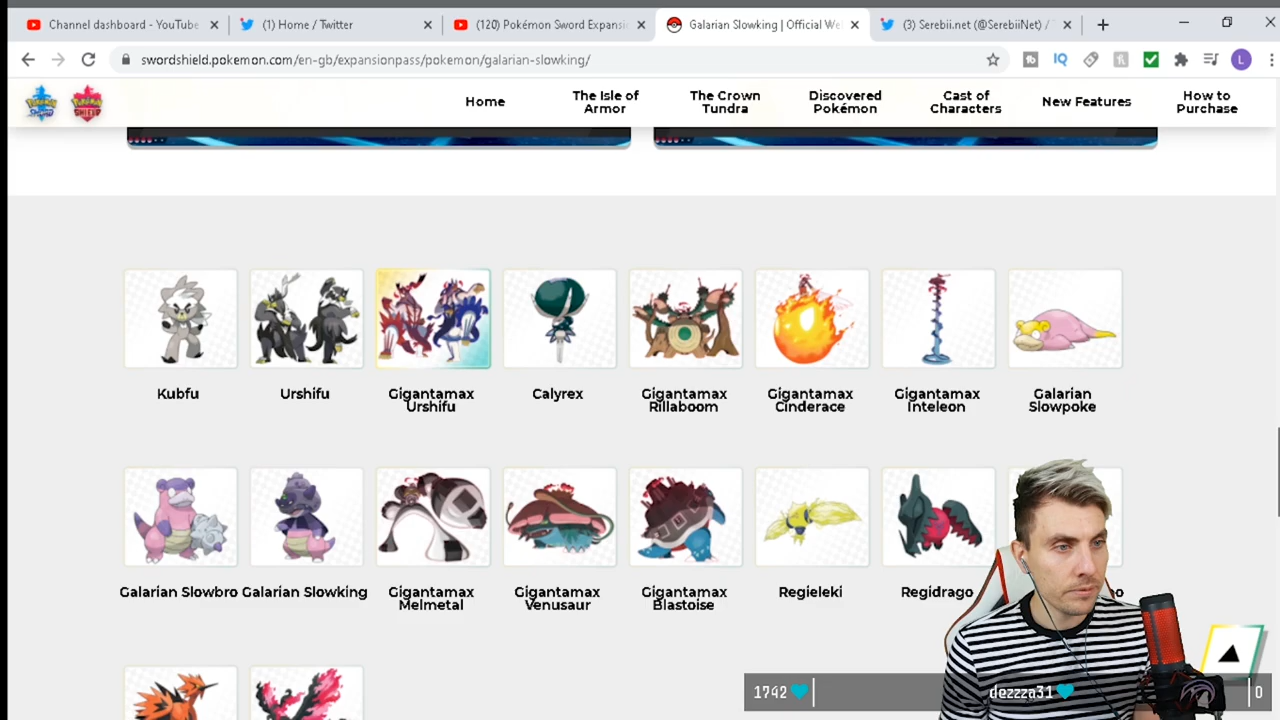 Channel dashboard - YouTube
(1) Home / Twitter
(120) Pokémon Sword Expansi
Galarian Slowking | Official We
(3) Serebii.net (@SerebiiNet) /
swordshield.pokemon.com/en-gb/expansionpass/pokemon/galarian-slowking/
IQ
L
Home
The Isle of
Armor
The Crown
Tundra
Discovered
Pokémon
Cast of
Characters
New Features
How to
Purchase
Kubfu
Urshifu
Gigantamax
Urshifu
Calyrex
Gigantamax
Rillaboom
Gigantamax
Cinderace
Gigantamax
Inteleon
Galarian
Slowpoke
Galarian Slowbro
Galarian Slowking
Gigantamax
Melmetal
Gigantamax
Venusaur
Gigantamax
Blastoise
Regieleki
Regidrago
1742
dezzza31
0